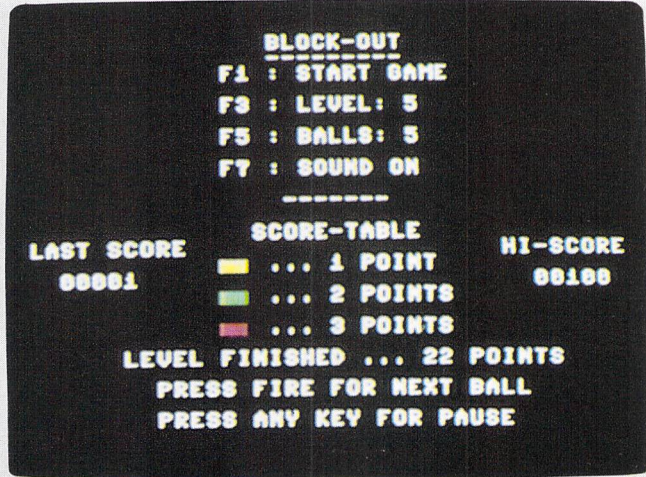 BLOCK-OUT
F1 : START GAME
F3 : LEVEL: 5
F5 : BALLS: 5
F7 : SOUND ON
-------
SCORE-TABLE
LAST SCORE
00001
HI-SCORE
00100
... 1 POINT
... 2 POINTS
... 3 POINTS
LEVEL FINISHED ... 22 POINTS
PRESS FIRE FOR NEXT BALL
PRESS ANY KEY FOR PAUSE